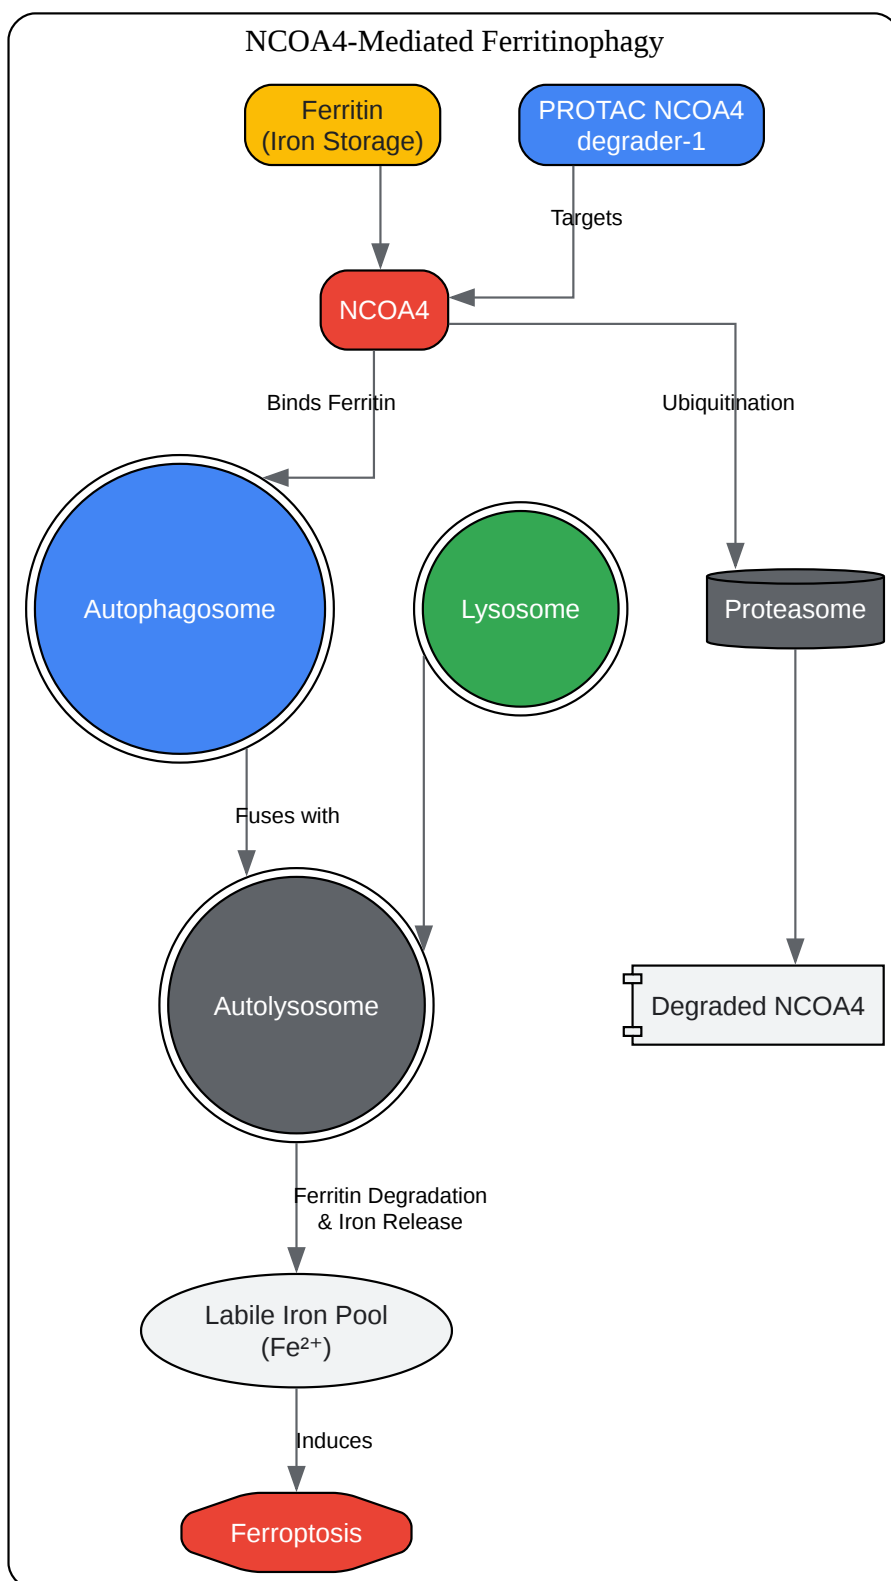 NCOA4-Mediated Ferritinophagy
Ferritin
(Iron Storage)
PROTAC NCOA4
degrader-1
Targets
NCOA4
Binds Ferritin
Ubiquitination
Autophagosome
Lysosome
Proteasome
Fuses with
Autolysosome
Degraded NCOA4
Ferritin Degradation
& Iron Release
Labile Iron Pool
(Fe²⁺)
Induces
Ferroptosis